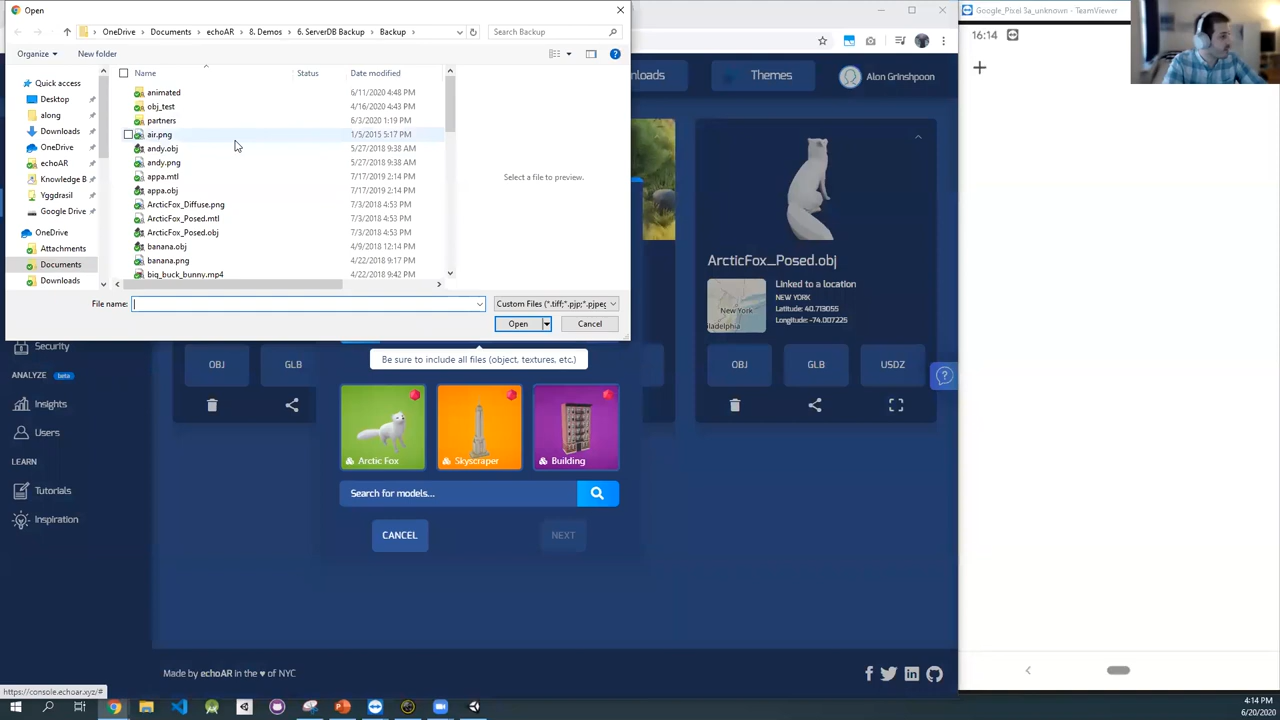 Open
Google_Pixel 3a_unknown - TeamViewer
OneDrive > Documents > echoAR > 8. Demos > 6. ServerDB Backup > Backup >
Search Backup
16:14
Organize
New folder
Name
Status
Date modified
Quick access
Desktop
along
Downloads
OneDrive
echoAR
Knowledge B
Yggdrasil
Google Drive
OneDrive
Attachments
Documents
Downloads
animated 6/11/2020 4:48 PM
obj_test 4/16/2020 4:43 PM
partners 6/3/2020 1:19 PM
air.png 1/5/2015 5:17 PM
andy.obj 5/27/2018 9:38 AM
andy.png 5/27/2018 9:38 AM
appa.mtl 7/17/2019 2:14 PM
appa.obj 7/17/2019 2:14 PM
ArcticFox_Diffuse.png 7/3/2018 4:53 PM
ArcticFox_Posed.mtl 7/3/2018 4:53 PM
ArcticFox_Posed.obj 7/3/2018 4:53 PM
banana.obj 4/9/2018 12:14 PM
banana.png 4/22/2018 9:17 PM
big_buck_bunny.mp4 4/22/2018 9:42 PM
Select a file to preview.
File name:
Custom Files (*.tiff;*.pjp;*.pjpeg
Open
Cancel
nloads
Themes
Alon Grinshpoon
ArcticFox_Posed.obj
New York
iladelphia
Linked to a location
NEW YORK
Latitude: 40.713055
Longitude: -74.007225
OBJ
GLB
OBJ
GLB
USDZ
Security
ANALYZE beta
Insights
Users
LEARN
Tutorials
Inspiration
Be sure to include all files (object, textures, etc.)
Arctic Fox
Skyscraper
Building
Search for models...
CANCEL
NEXT
Made by echoAR in the ♥ of NYC
https://console.echoar.xyz/#
4:14 PM
6/20/2020